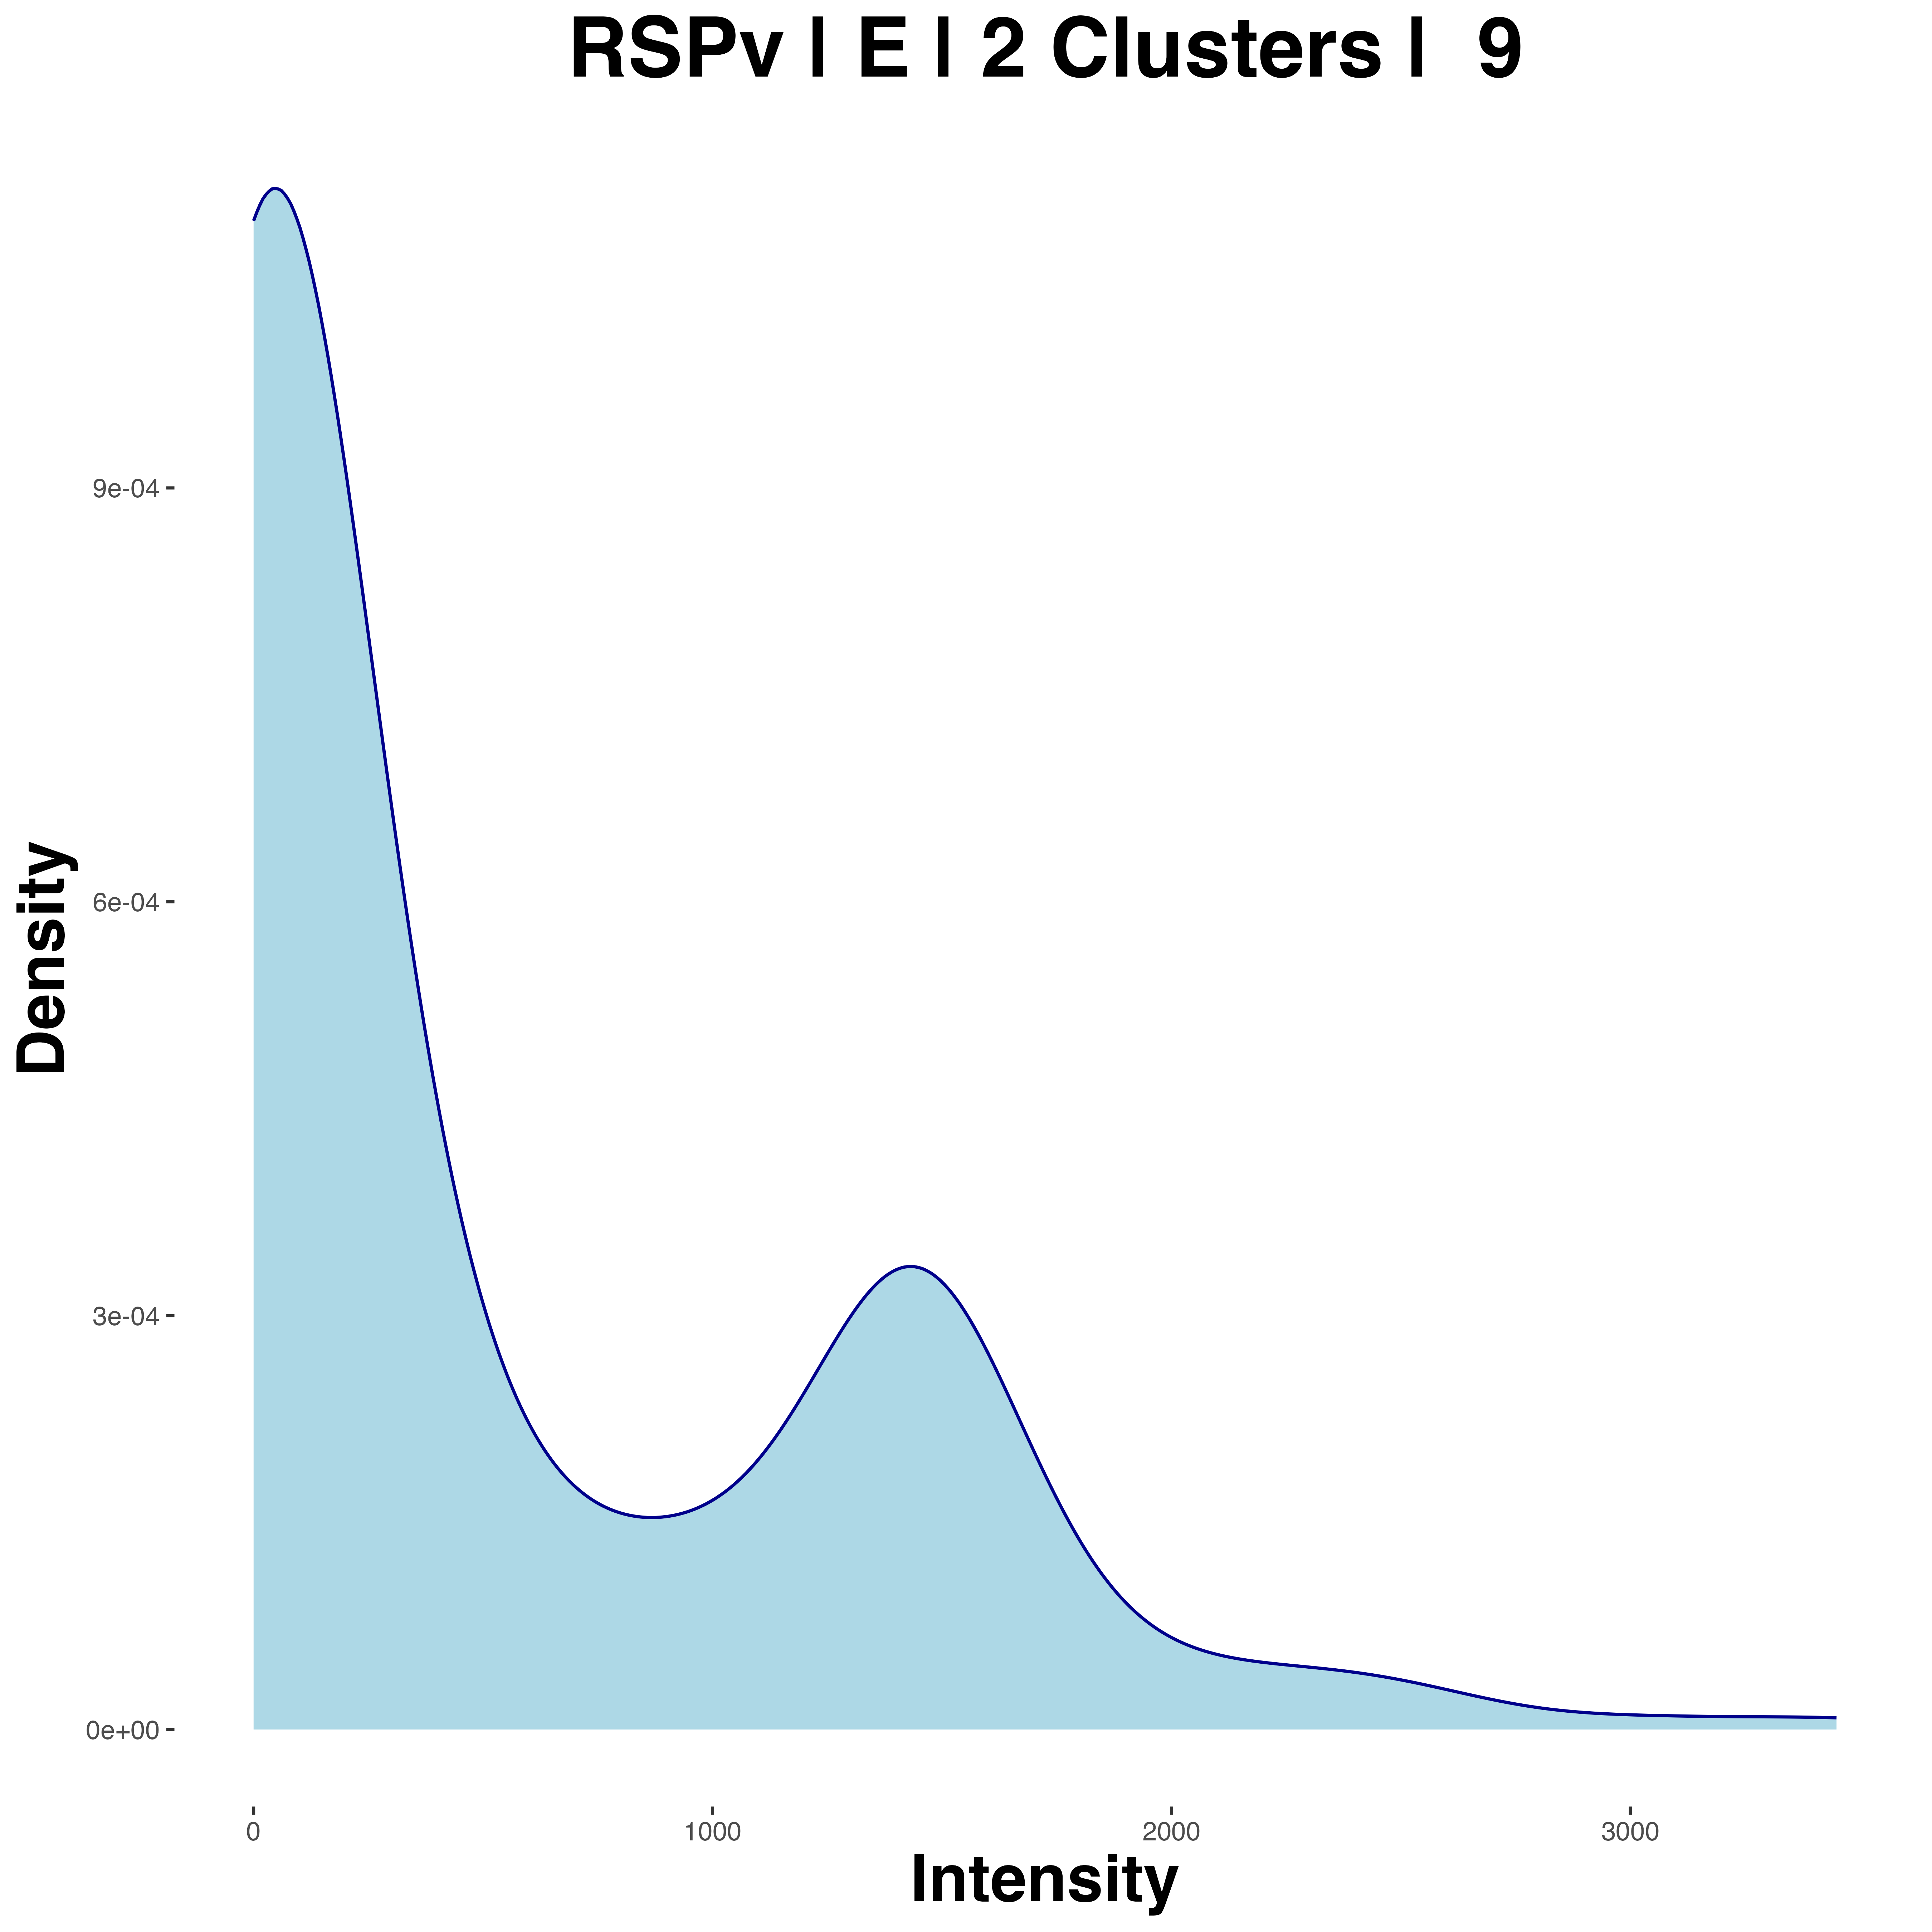 RSPv | E | 2 Clusters | 9
Density
9e-04
6e-04
3e-04
0e+00
0 1000 2000 3000
Intensity